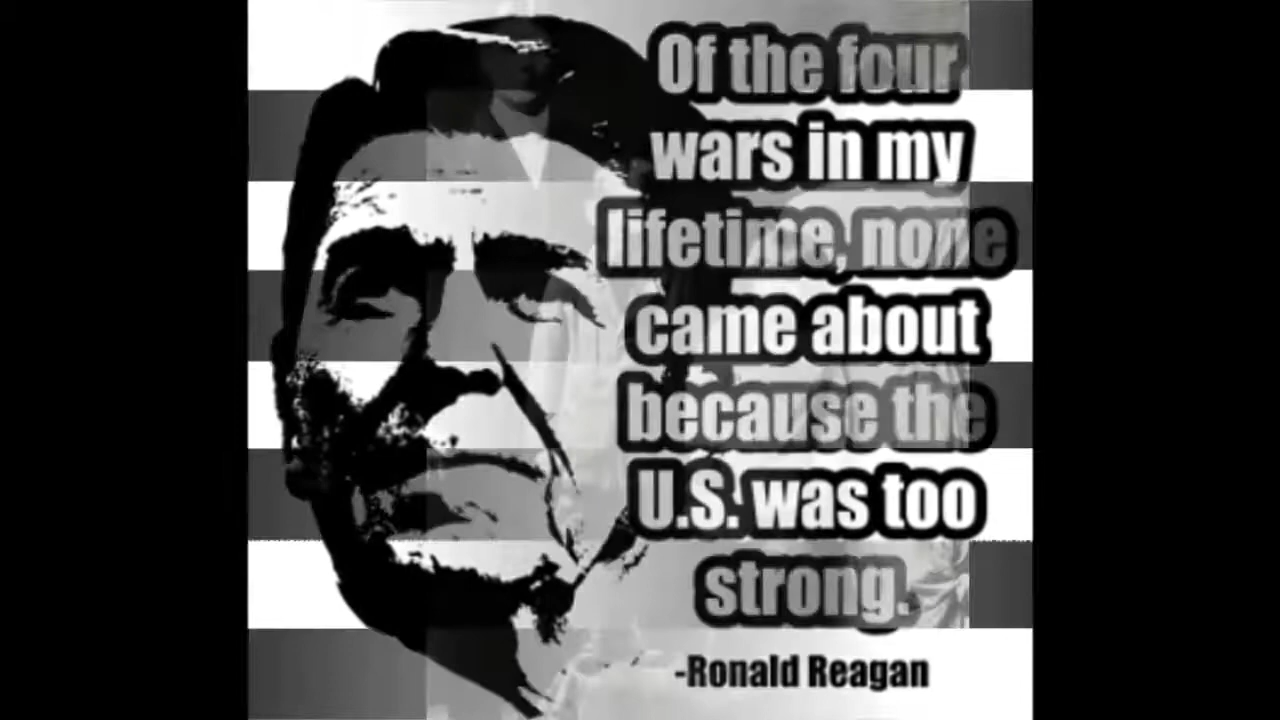 Of the four
wars in my
lifetime, none
came about
because the
U.S. was too
strong.
-Ronald Reagan